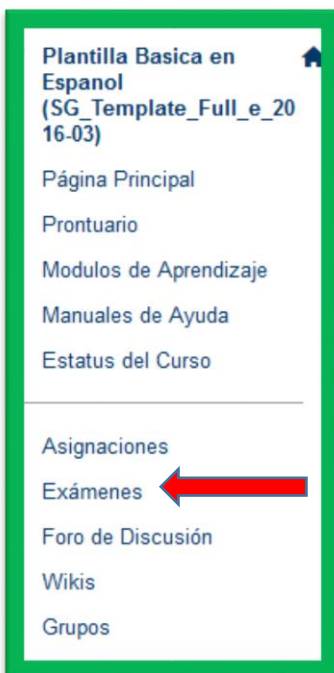 Plantilla Basica en
Espanol
(SG_Template_Full_e_20
16-03)
Página Principal
Prontuario
Modulos de Aprendizaje
Manuales de Ayuda
Estatus del Curso
Asignaciones
Exámenes
Foro de Discusión
Wikis
Grupos